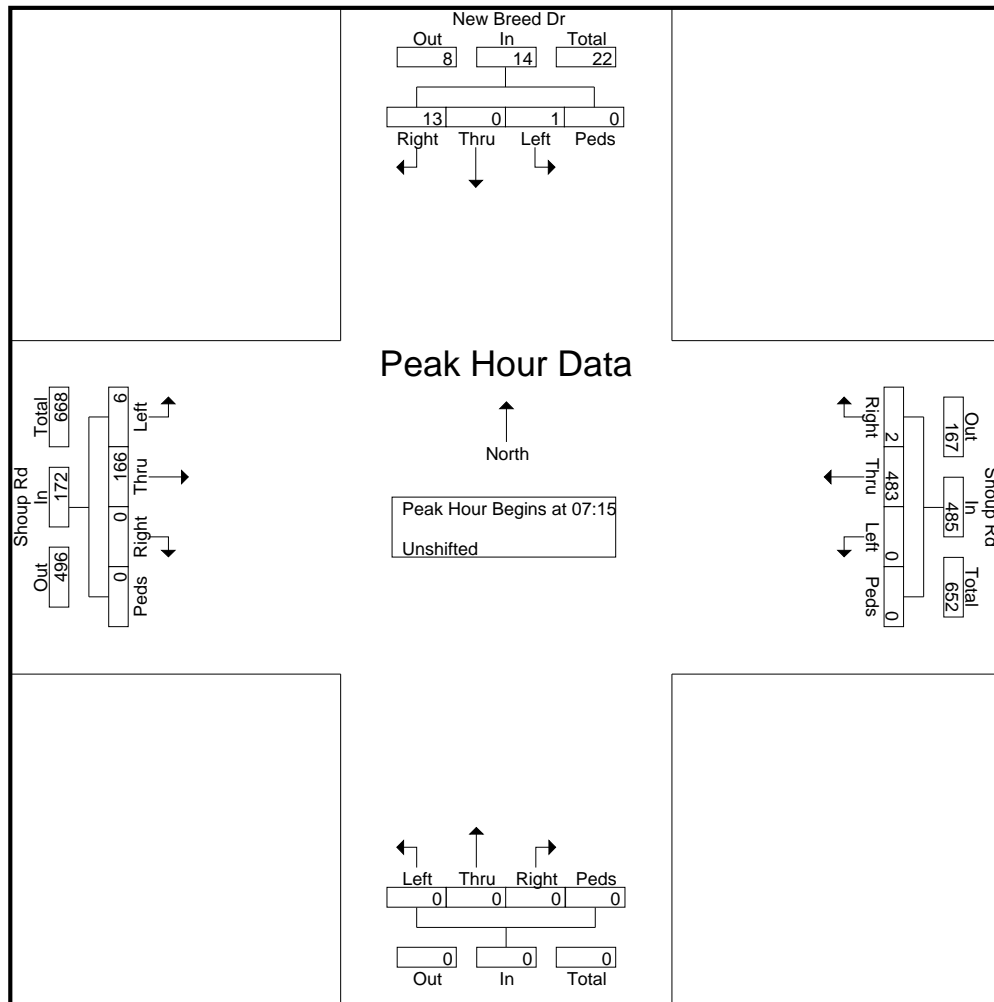 New Breed Dr
Out In Total
8 14 22
13 0 1 0
Right Thru Left Peds
Peak Hour Data
North
Peak Hour Begins at 07:15
Unshifted
Shoup Rd
Total In Out
668 172 496
6 166 0 0
Left Thru Right Peds
Right Thru Left Peds
2 483 0 0
Out In Total
167 485 652
Shoup Rd
Left Thru Right Peds
0 0 0 0
0 0 0
Out In Total